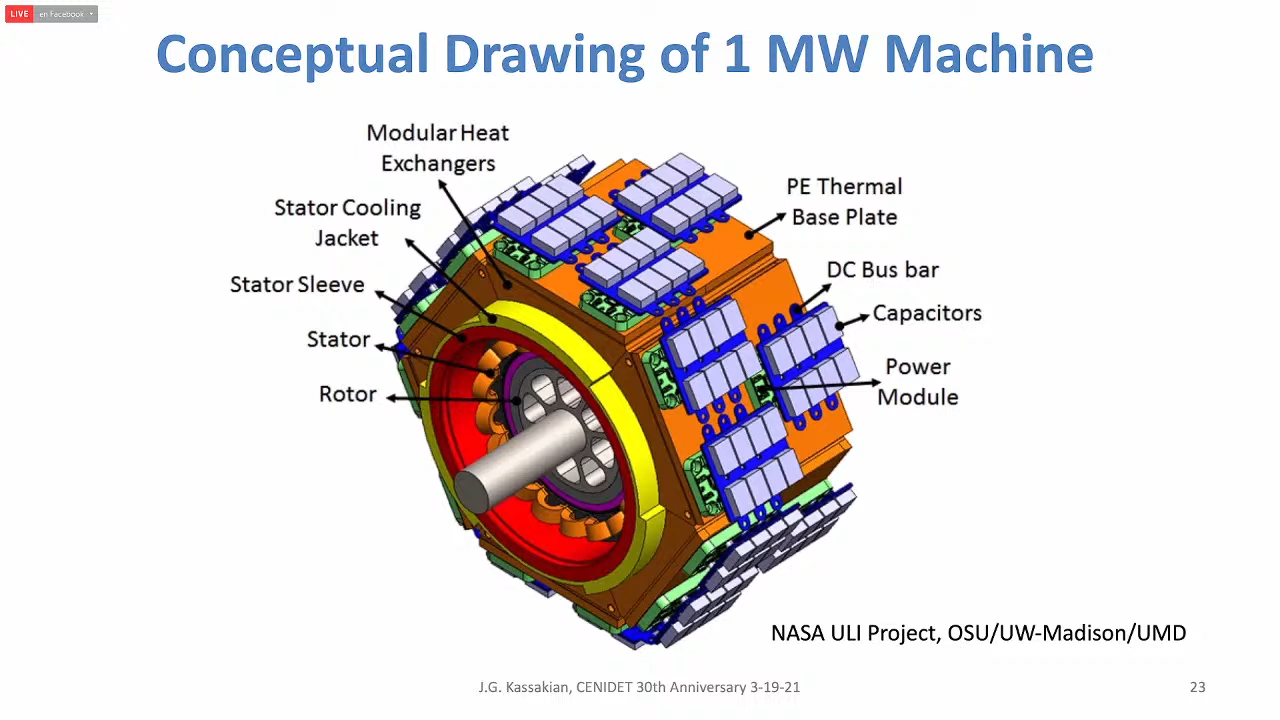 LIVE en Facebook
Conceptual Drawing of 1 MW Machine
Modular Heat
Exchangers
Stator Cooling
Jacket
Stator Sleeve
Stator
Rotor
PE Thermal
Base Plate
DC Bus bar
Capacitors
Power
Module
NASA ULI Project, OSU/UW-Madison/UMD
J.G. Kassakian, CENIDET 30th Anniversary 3-19-21
23